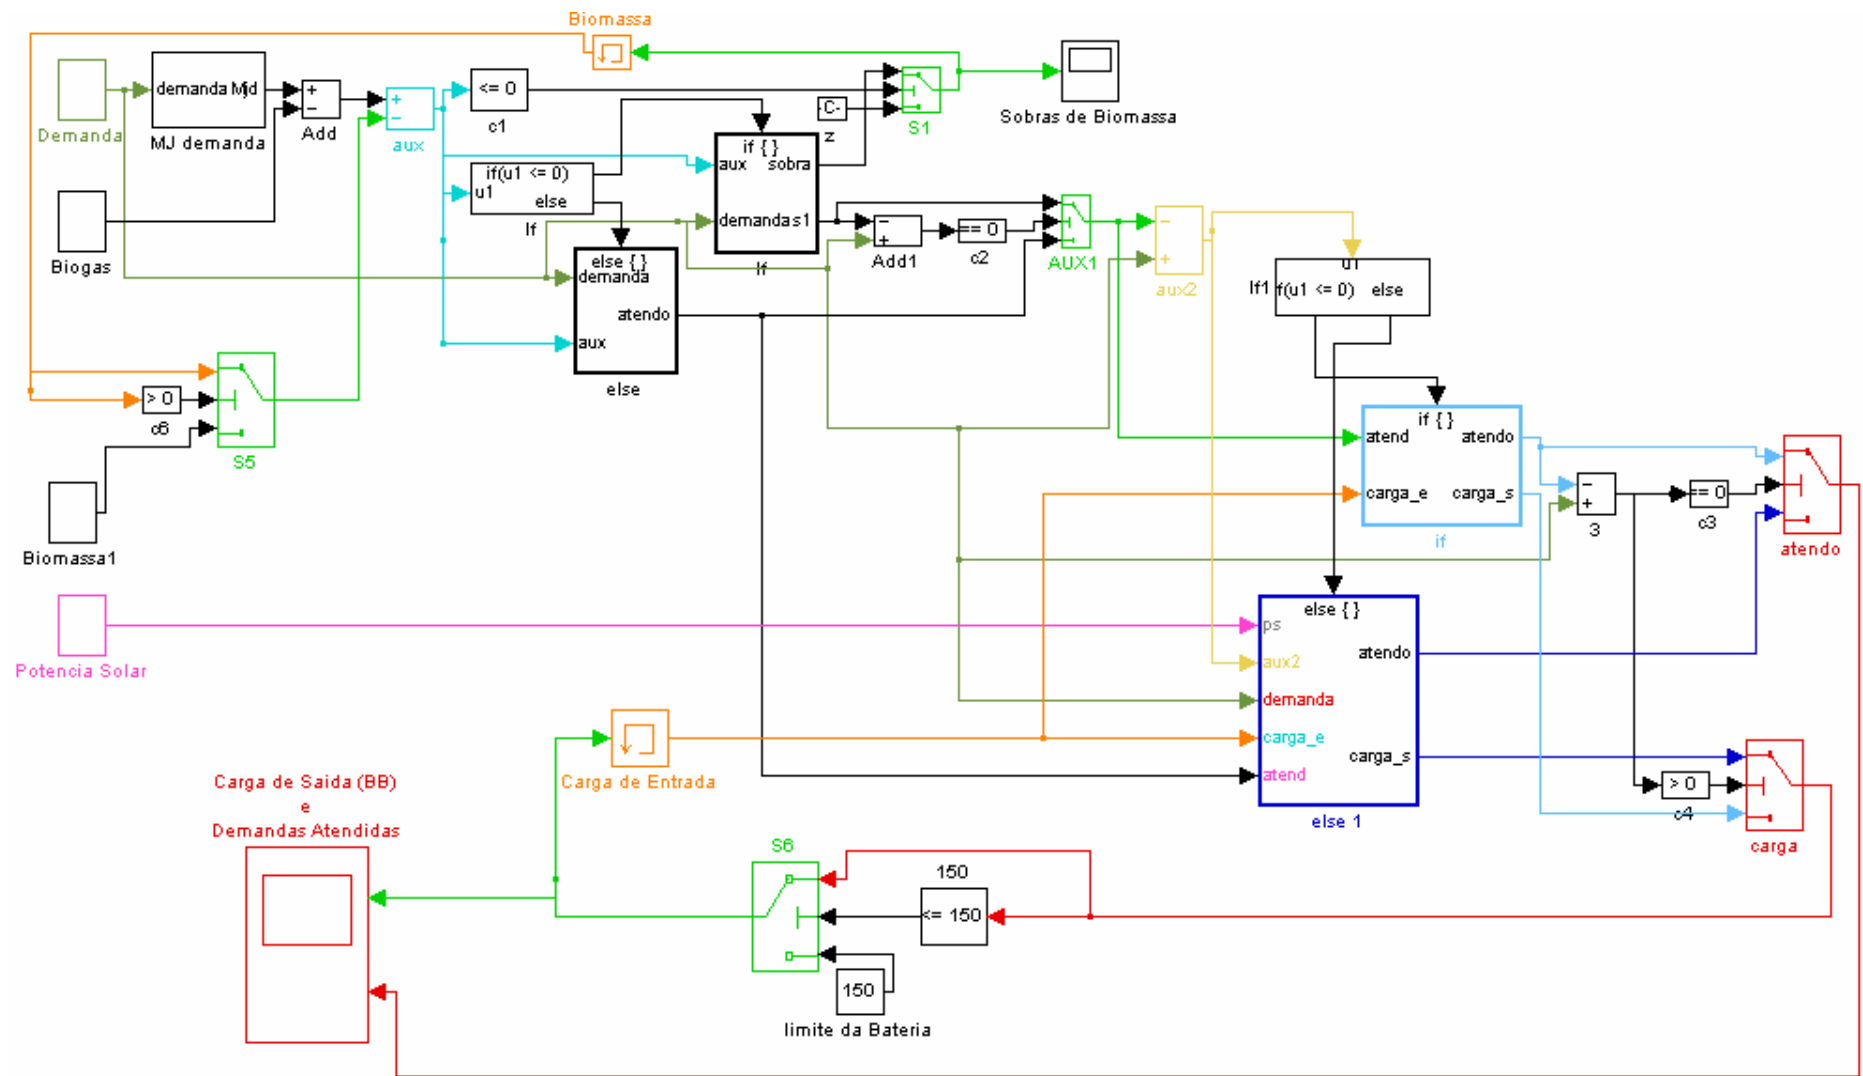 Biomassa
Demanda
demanda Mjd
MJ demanda
+
−
Add
+
−
aux
<= 0
c1
-C-
z
S1
Sobras de Biomassa
Biogas
u1
if(u1 <= 0)
else
If
if { }
aux
sobra
demanda
s1
If
−
+
Add1
== 0
c2
AUX1
−
+
aux2
else { }
demanda
atendo
aux
else
u1
If1
f(u1 <= 0)
else
> 0
c6
S5
Biomassa1
if { }
atend
atendo
carga_e
carga_s
if
−
+
3
== 0
c3
atendo
Potencia Solar
else { }
ps
aux2
atendo
demanda
carga_e
carga_s
atend
else 1
> 0
c4
carga
Carga de Entrada
Carga de Saida (BB)
e
Demandas Atendidas
S6
150
<= 150
150
limite da Bateria